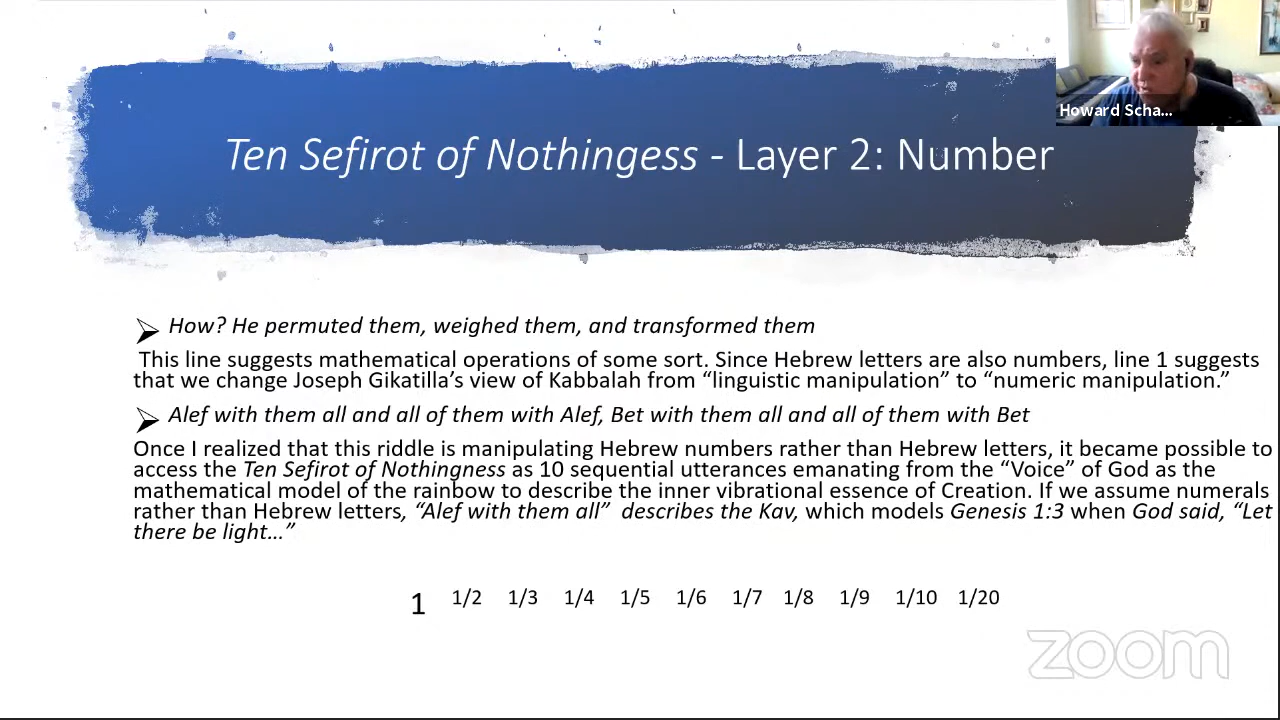 Howard Scha...
Ten Sefirot of Nothingess - Layer 2: Number
How? He permuted them, weighed them, and transformed them
This line suggests mathematical operations of some sort. Since Hebrew letters are also numbers, line 1 suggests
that we change Joseph Gikatilla’s view of Kabbalah from “linguistic manipulation” to “numeric manipulation.”
Alef with them all and all of them with Alef, Bet with them all and all of them with Bet
Once I realized that this riddle is manipulating Hebrew numbers rather than Hebrew letters, it became possible to
access the Ten Sefirot of Nothingness as 10 sequential utterances emanating from the “Voice” of God as the
mathematical model of the rainbow to describe the inner vibrational essence of Creation. If we assume numerals
rather than Hebrew letters, “Alef with them all” describes the Kav, which models Genesis 1:3 when God said, “Let
there be light…”
1 1/2 1/3 1/4 1/5 1/6 1/7 1/8 1/9 1/10 1/20
zoom